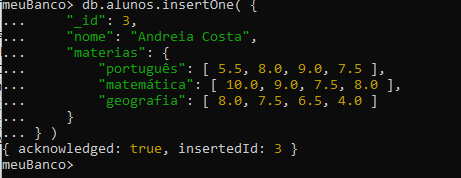 meuBanco> db.alunos.insertOne( {
...     "_id": 3,
...     "nome": "Andreia Costa",
...     "materias": {
...         "português": [ 5.5, 8.0, 9.0, 7.5 ],
...         "matemática": [ 10.0, 9.0, 7.5, 8.0 ],
...         "geografia": [ 8.0, 7.5, 6.5, 4.0 ]
...     }
... } )
{ acknowledged: true, insertedId: 3 }
meuBanco>